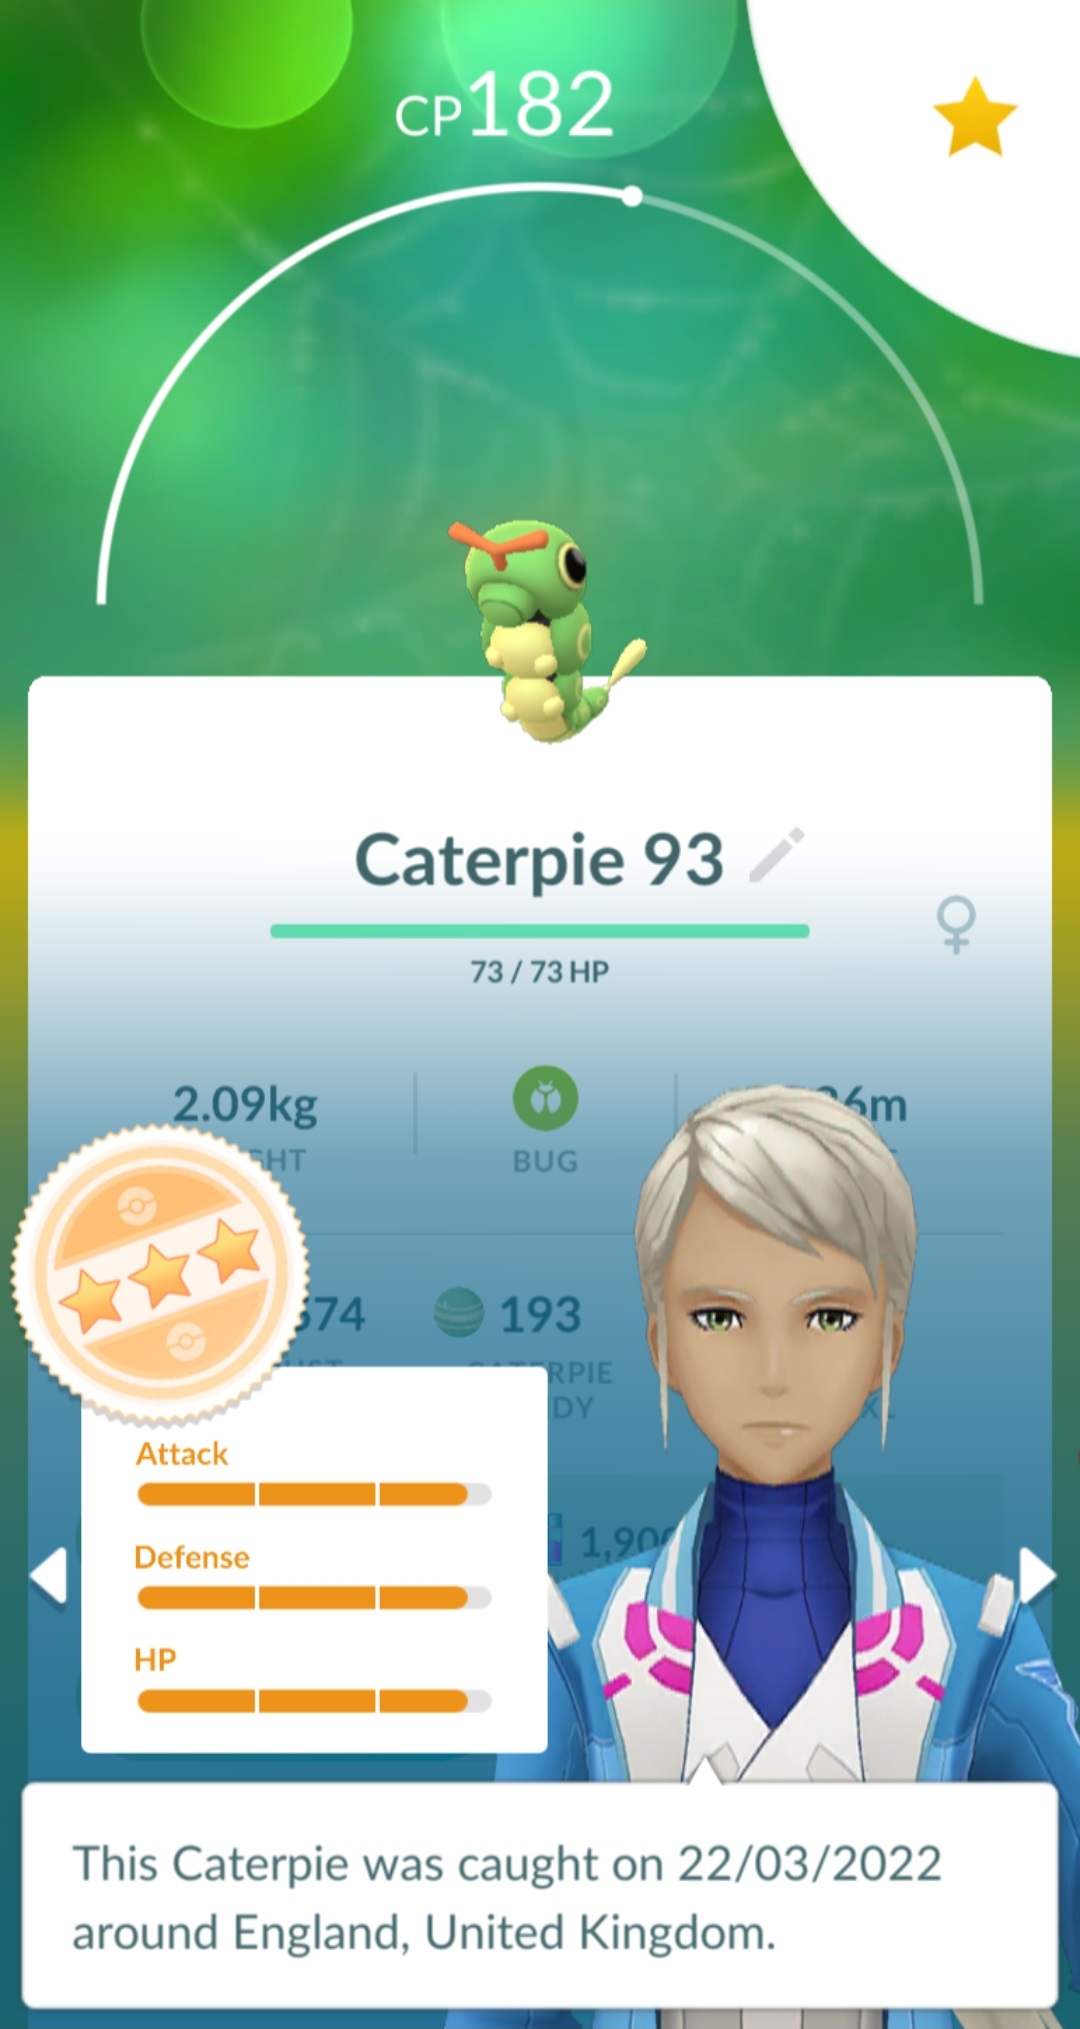 CP182
Caterpie 93
73 / 73 HP
2.09kg
BUG
193
Attack
Defense
HP
This Caterpie was caught on 22/03/2022
around England, United Kingdom.